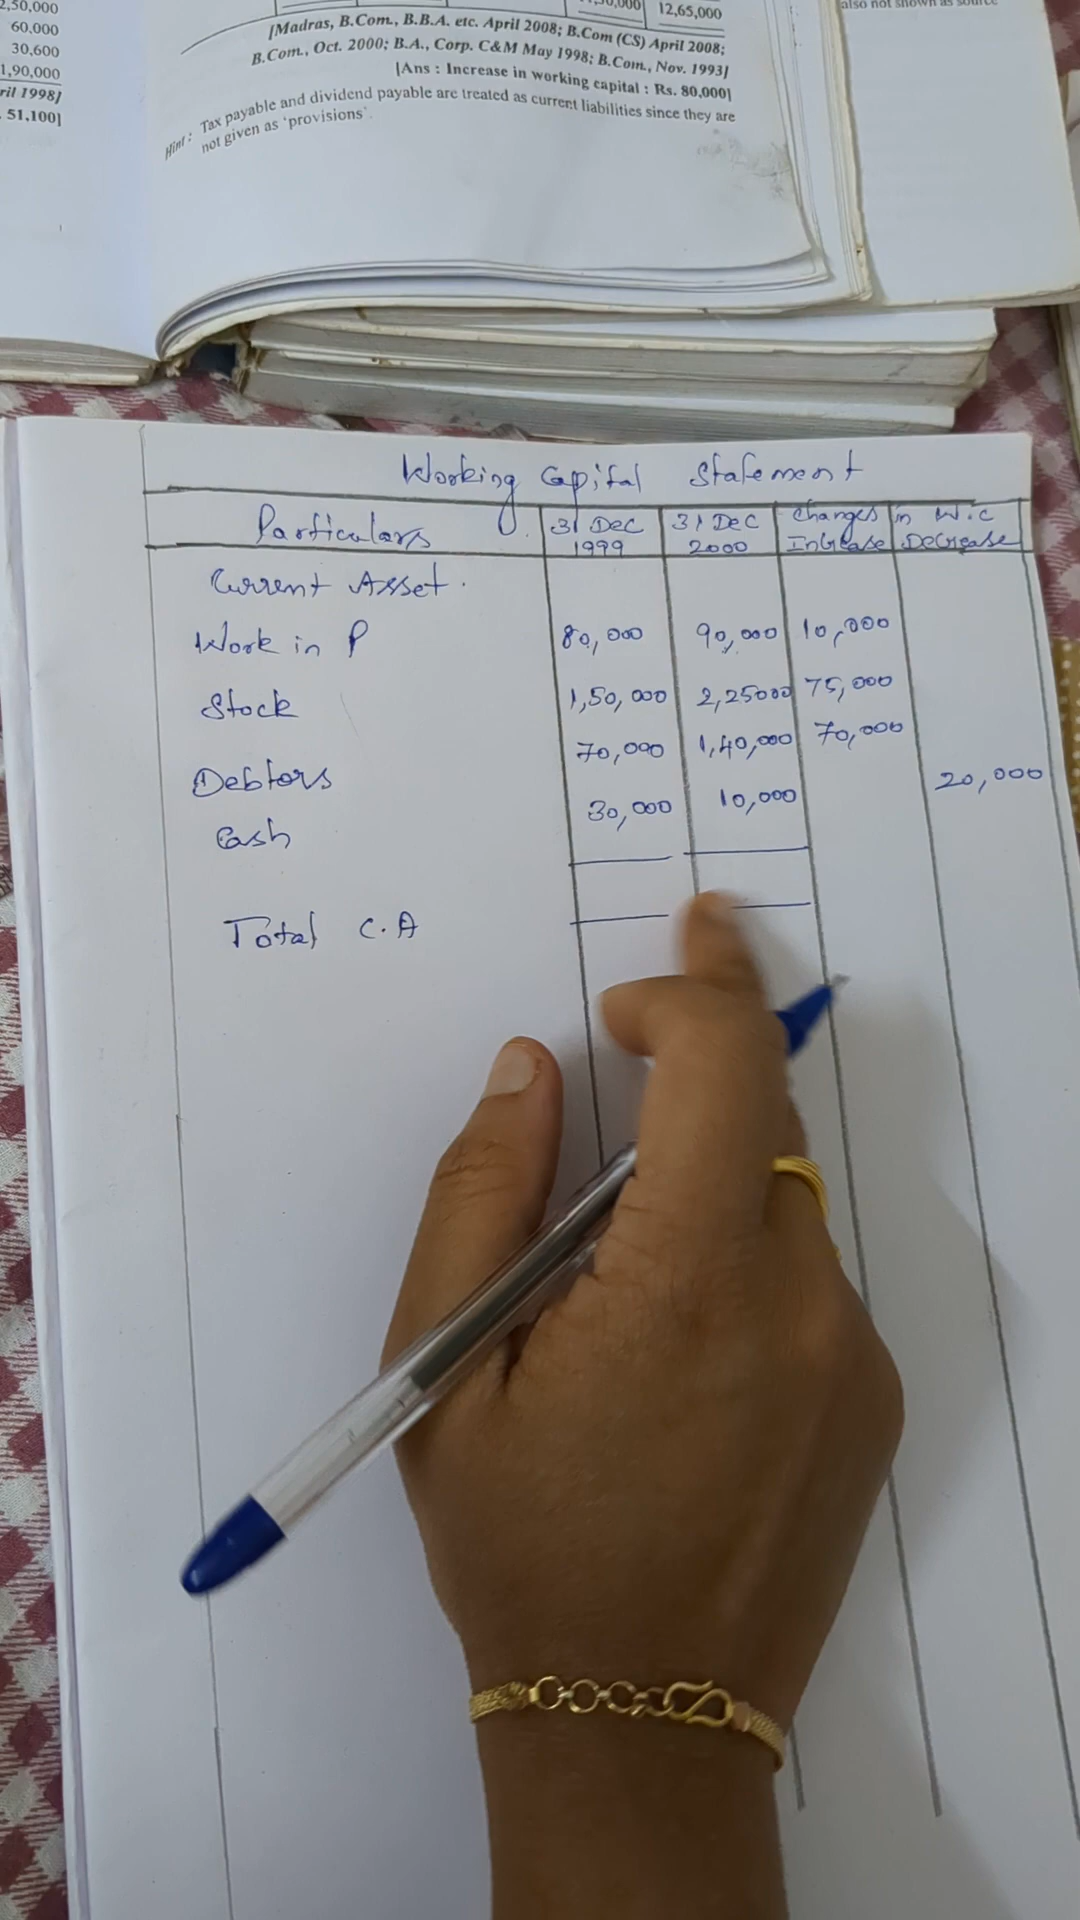 2,50,000
60,000
30,600
1,90,000
ril 1998]
51,100]
12,65,000
[Madras, B.Com., B.B.A. etc. April 2008; B.Com (CS) April 2008;
B.Com., Oct. 2000; B.A., Corp. C&M May 1998; B.Com., Nov. 1993]
[Ans : Increase in working capital : Rs. 80,000]
Hint : Tax payable and dividend payable are treated as current liabilities since they are
not given as 'provisions'.
also not shown as source
Working Capital Statement
Particulars 31 Dec 1999 31 Dec 2000 Changes in W.C
Increase Decrease
Current Asset.
Work in P 80,000 90,000 10,000
Stock 1,50,000 2,25000 75,000
Debtors 70,000 1,40,000 70,000
Cash 30,000 10,000 20,000
Total C.A